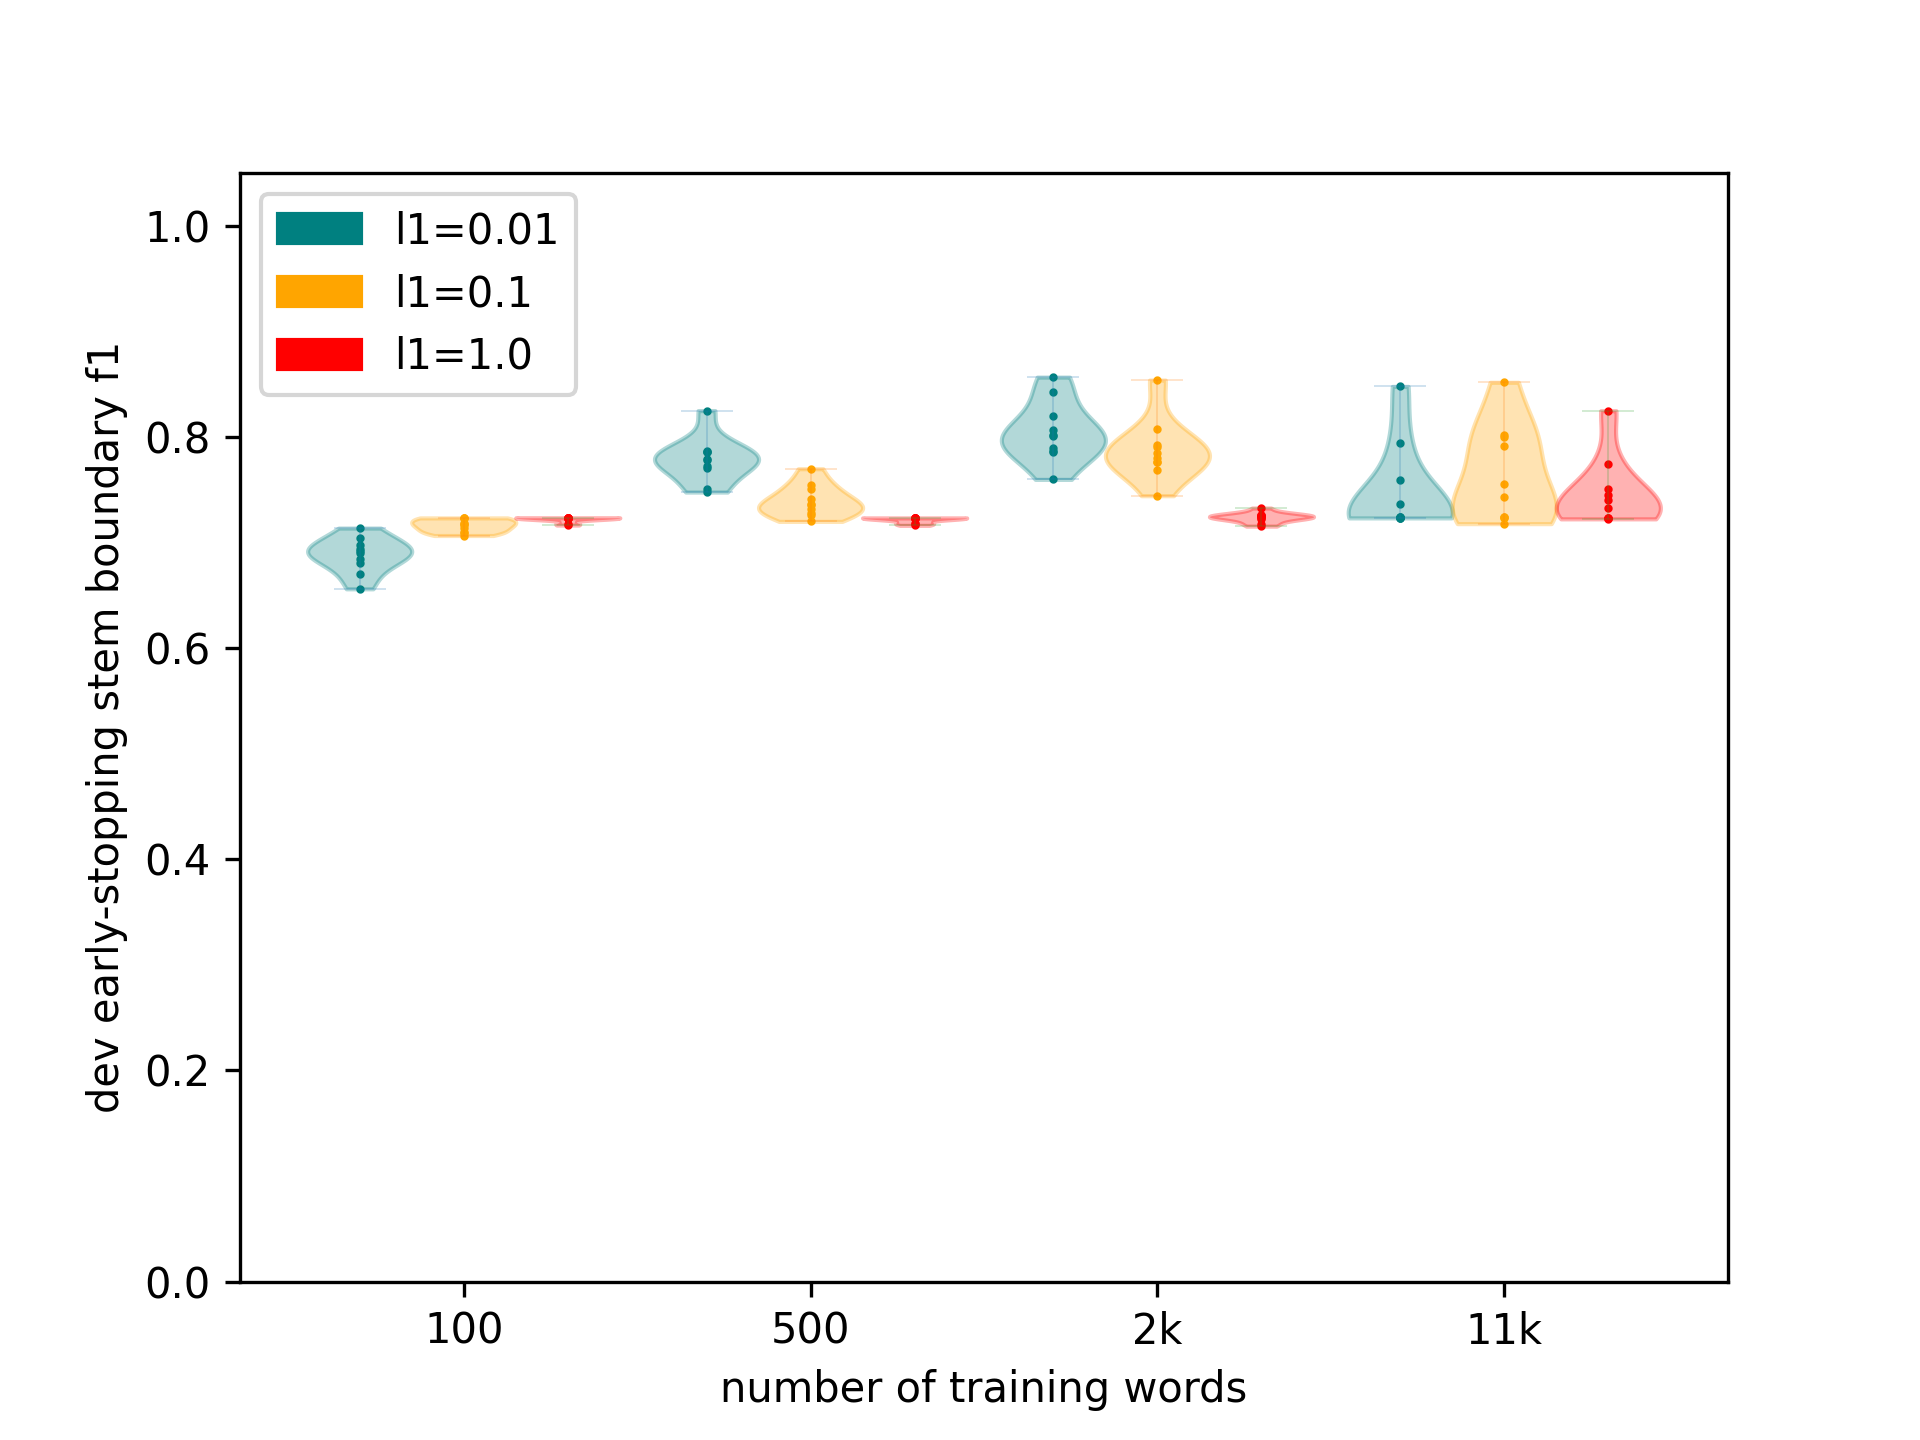 l1=0.01
l1=0.1
l1=1.0
dev early-stopping stem boundary f1
1.0
0.8
0.6
0.4
0.2
0.0
100 500 2k 11k
number of training words